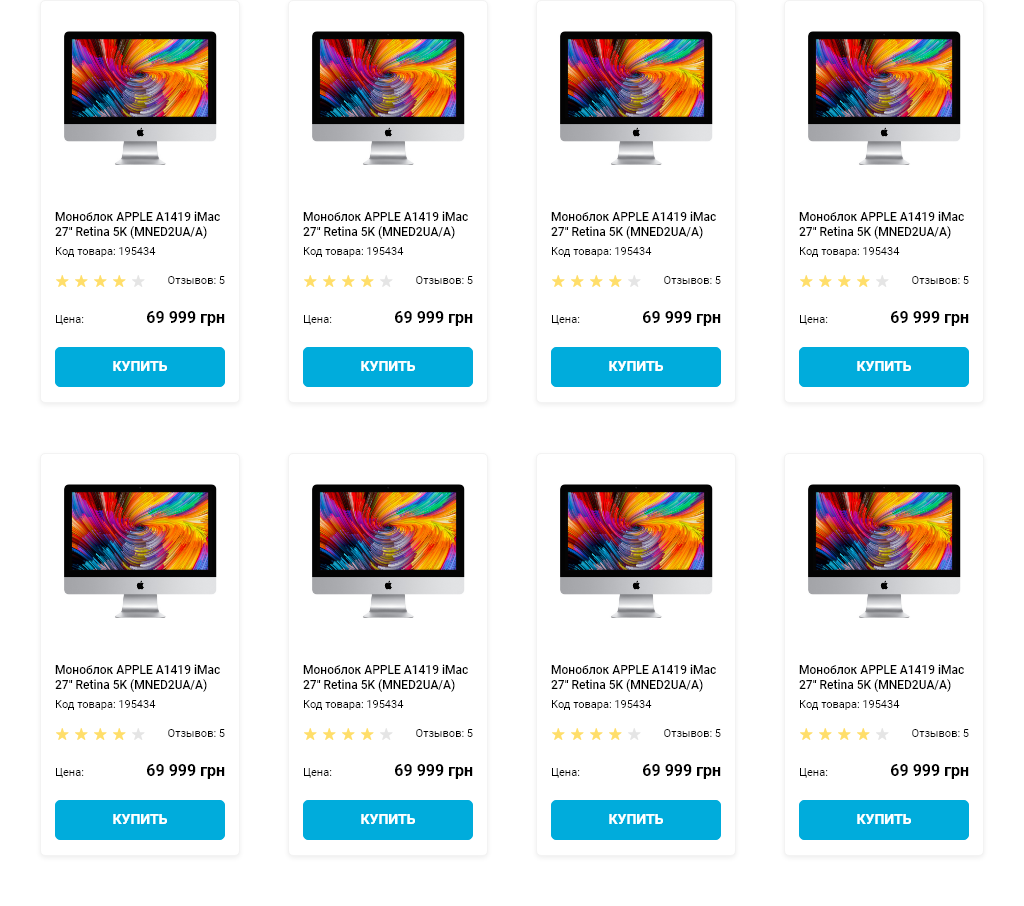 Моноблок APPLE A1419 iMac
27" Retina 5K (MNED2UA/A)
Код товара: 195434
Отзывов: 5
Цена: 69 999 грн
КУПИТЬ
Моноблок APPLE A1419 iMac
27" Retina 5K (MNED2UA/A)
Код товара: 195434
Отзывов: 5
Цена: 69 999 грн
КУПИТЬ
Моноблок APPLE A1419 iMac
27" Retina 5K (MNED2UA/A)
Код товара: 195434
Отзывов: 5
Цена: 69 999 грн
КУПИТЬ
Моноблок APPLE A1419 iMac
27" Retina 5K (MNED2UA/A)
Код товара: 195434
Отзывов: 5
Цена: 69 999 грн
КУПИТЬ
Моноблок APPLE A1419 iMac
27" Retina 5K (MNED2UA/A)
Код товара: 195434
Отзывов: 5
Цена: 69 999 грн
КУПИТЬ
Моноблок APPLE A1419 iMac
27" Retina 5K (MNED2UA/A)
Код товара: 195434
Отзывов: 5
Цена: 69 999 грн
КУПИТЬ
Моноблок APPLE A1419 iMac
27" Retina 5K (MNED2UA/A)
Код товара: 195434
Отзывов: 5
Цена: 69 999 грн
КУПИТЬ
Моноблок APPLE A1419 iMac
27" Retina 5K (MNED2UA/A)
Код товара: 195434
Отзывов: 5
Цена: 69 999 грн
КУПИТЬ